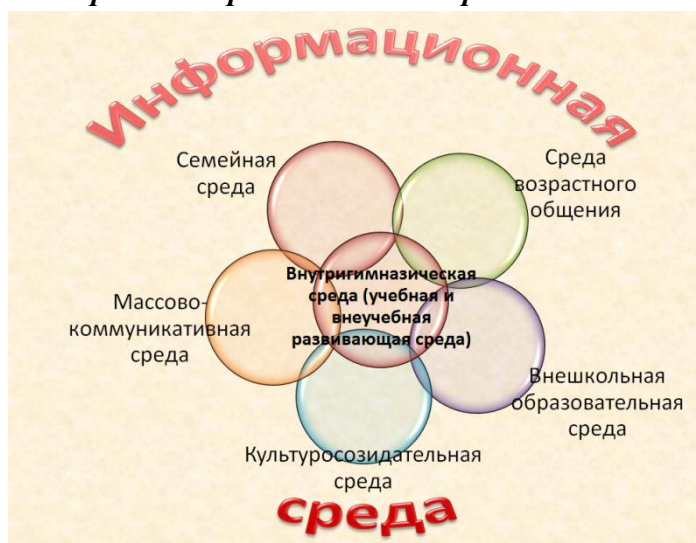 Информационная
Семейная
среда
Среда
возрастного
общения
Внутригимназическая
среда (учебная и
внеучебная
развивающая среда)
Массово-
коммуникативная
среда
Внешкольная
образовательная
среда
Культуросозидательная
среда
среда